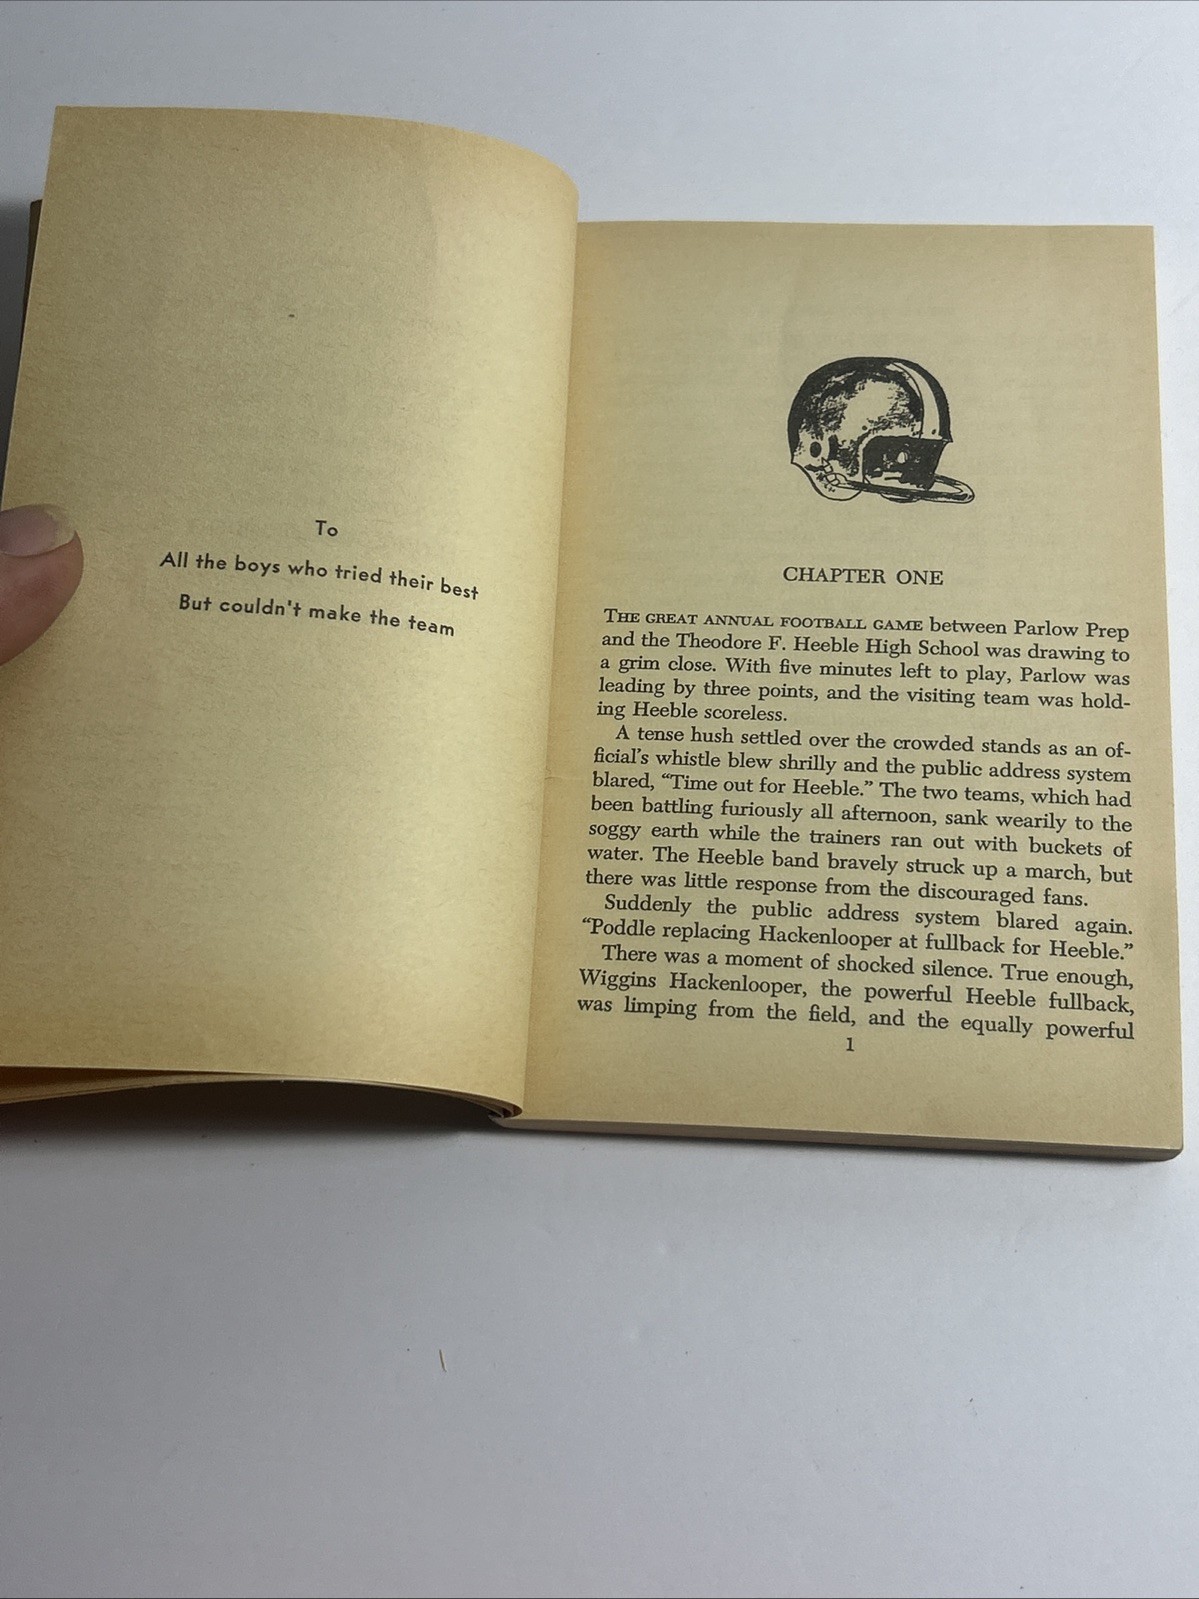 To
All the boys who tried their best
But couldn't make the team
CHAPTER ONE
THE GREAT ANNUAL FOOTBALL GAME between Parlow Prep
and the Theodore F. Heeble High School was drawing to
a grim close. With five minutes left to play, Parlow was
leading by three points, and the visiting team was hold-
ing Heeble scoreless.
A tense hush settled over the crowded stands as an of-
ficial's whistle blew shrilly and the public address system
blared, “Time out for Heeble.” The two teams, which had
been battling furiously all afternoon, sank wearily to the
soggy earth while the trainers ran out with buckets of
water. The Heeble band bravely struck up a march, but
there was little response from the discouraged fans.
Suddenly the public address system blared again.
“Poddle replacing Hackenlooper at fullback for Heeble.”
There was a moment of shocked silence. True enough,
Wiggins Hackenlooper, the powerful Heeble fullback,
was limping from the field, and the equally powerful
1